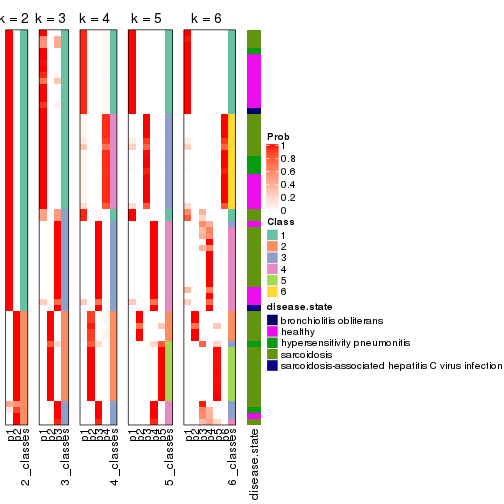 k = 2
k = 3
k = 4
k = 5
k = 6
Prob
1
0.8
0.6
0.4
0.2
0
Class
1
2
3
4
5
6
disease.state
bronchiolitis obliterans
healthy
hypersensitivity pneumonitis
sarcoidosis
sarcoidosis-associated hepatitis C virus infection
p1
p2
2_classes
p1
p2
p3
3_classes
p1
p2
p3
p4
4_classes
p1
p2
p3
p4
p5
5_classes
p1
p2
p3
p4
p5
p6
6_classes
disease.state